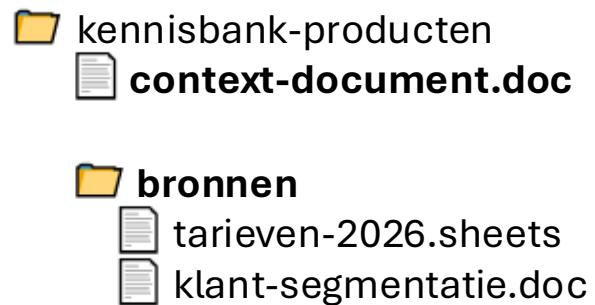 kennisbank-producten
context-document.doc
bronnen
tarieven-2026.sheets
klant-segmentatie.doc